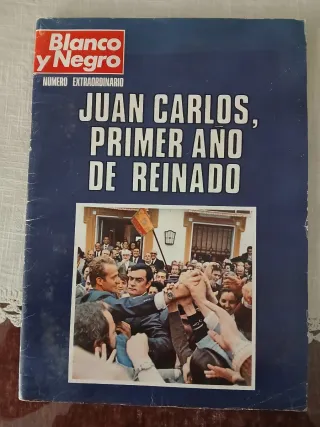 Blanco
y Negro
NUMERO EXTRAORDINARIO
JUAN CARLOS,
PRIMER AÑO
DE REINADO